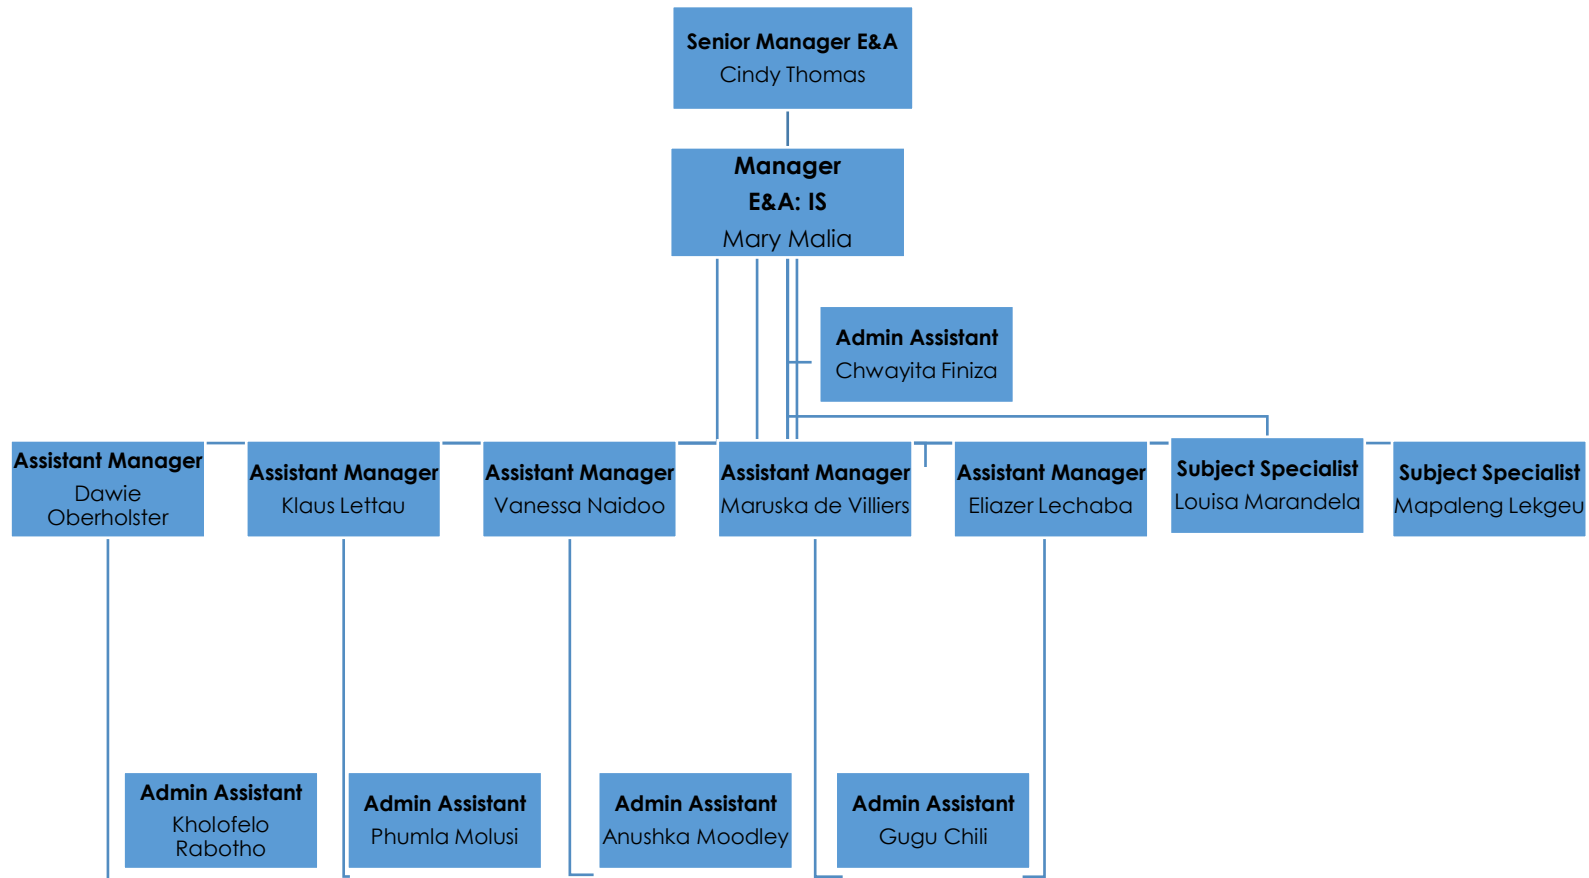 Senior Manager E&A
Cindy Thomas
Manager
E&A: IS
Mary Malia
Admin Assistant
Chwayita Finiza
Assistant Manager
Dawie
Oberholster
Assistant Manager
Klaus Lettau
Assistant Manager
Vanessa Naidoo
Assistant Manager
Maruska de Villiers
Assistant Manager
Eliazer Lechaba
Subject Specialist
Louisa Marandela
Subject Specialist
Mapaleng Lekgeu
Admin Assistant
Kholofelo
Rabotho
Admin Assistant
Phumla Molusi
Admin Assistant
Anushka Moodley
Admin Assistant
Gugu Chili